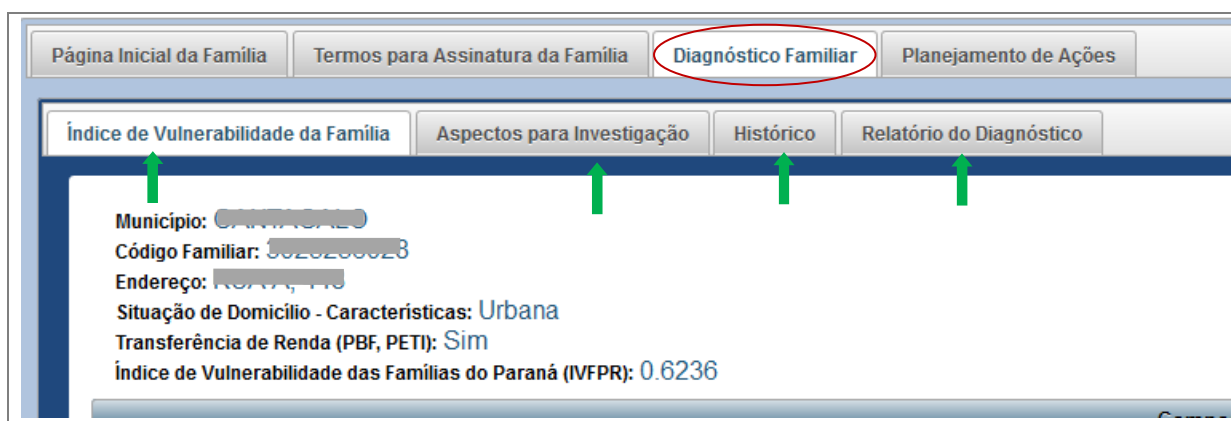 Página Inicial da Família Termos para Assinatura da Família Diagnóstico Familiar Planejamento de Ações
Índice de Vulnerabilidade da Família Aspectos para Investigação Histórico Relatório do Diagnóstico
Município:
Código Familiar:
Endereço:
Situação de Domicílio - Características: Urbana
Transferência de Renda (PBF, PETI): Sim
Índice de Vulnerabilidade das Famílias do Paraná (IVFPR): 0.6236